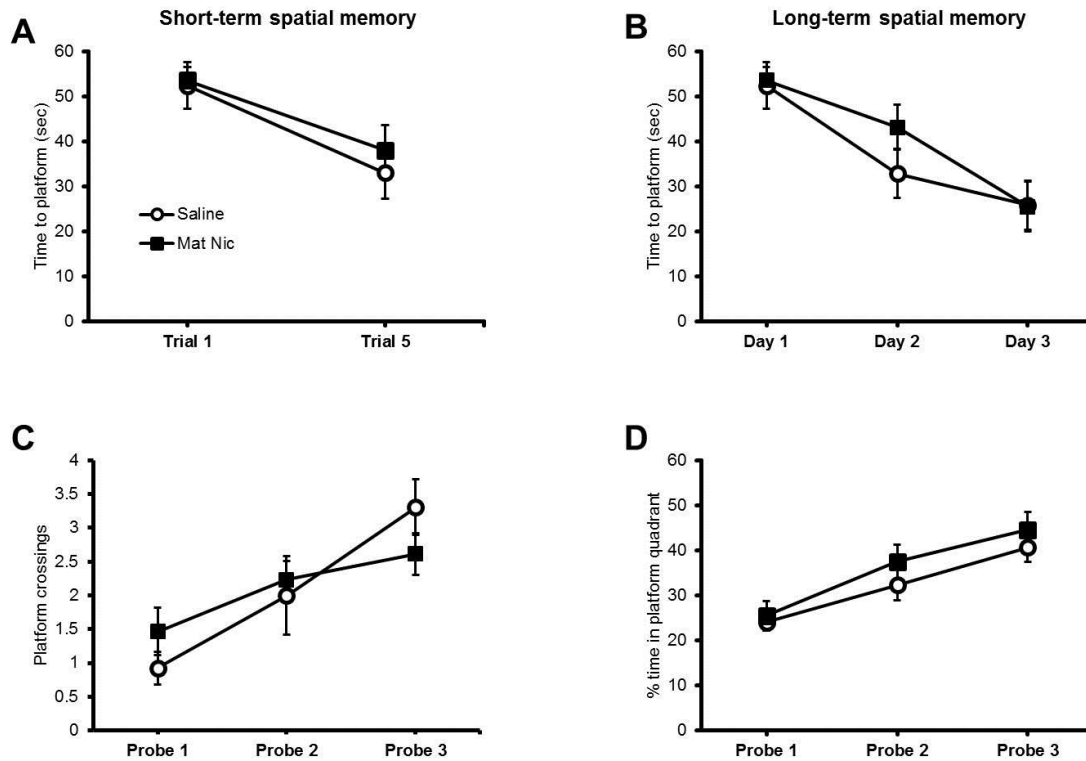 A
Short-term spatial memory
Time to platform (sec)
60
50
40
30
20
10
0
Saline
Mat Nic
Trial 1
Trial 5
B
Long-term spatial memory
Time to platform (sec)
60
50
40
30
20
10
0
Day 1
Day 2
Day 3
C
Platform crossings
4
3.5
3
2.5
2
1.5
1
0.5
0
Probe 1
Probe 2
Probe 3
D
% time in platform quadrant
60
50
40
30
20
10
0
Probe 1
Probe 2
Probe 3